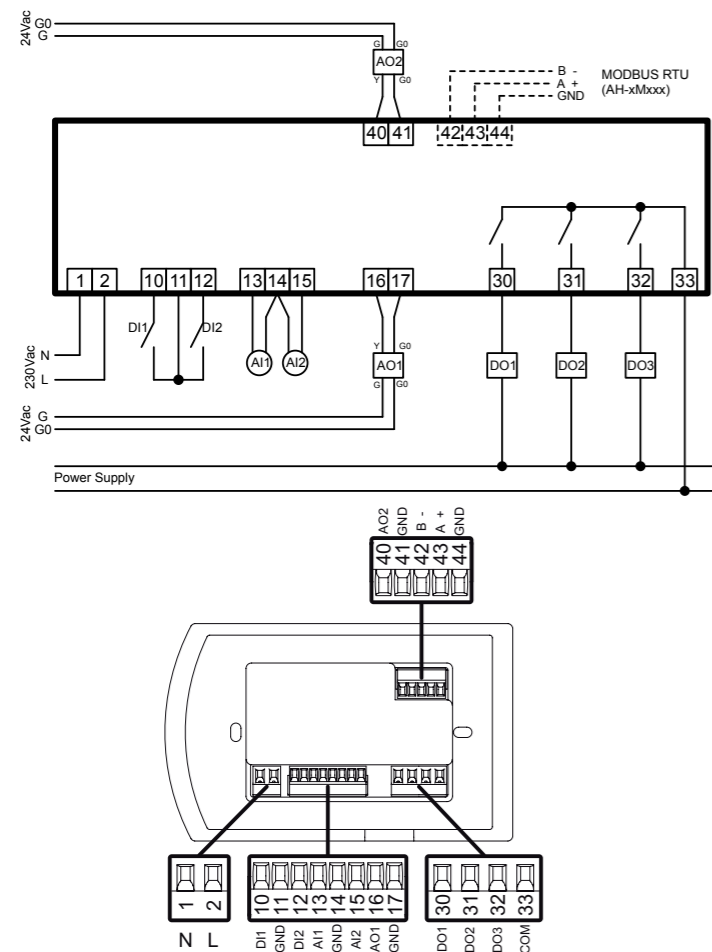 24Vac G0
G
G G0
AO2
Y G0
B -
A +
GND
MODBUS RTU
(AH-xMxxx)
40 41 42 43 44
1 2 10 11 12 13 14 15 16 17 30 31 32 33
DI1 DI2
AI1 AI2
Y G0
AO1
G G0
DO1 DO2 DO3
230Vac N
L
24Vac G
G0
Power Supply
AO2 GND B - A + GND
40 41 42 43 44
1 2 10 11 12 13 14 15 16 17 30 31 32 33
N L DI1 GND DI2 AI1 GND AI2 AO1 GND DO1 DO2 DO3 COM